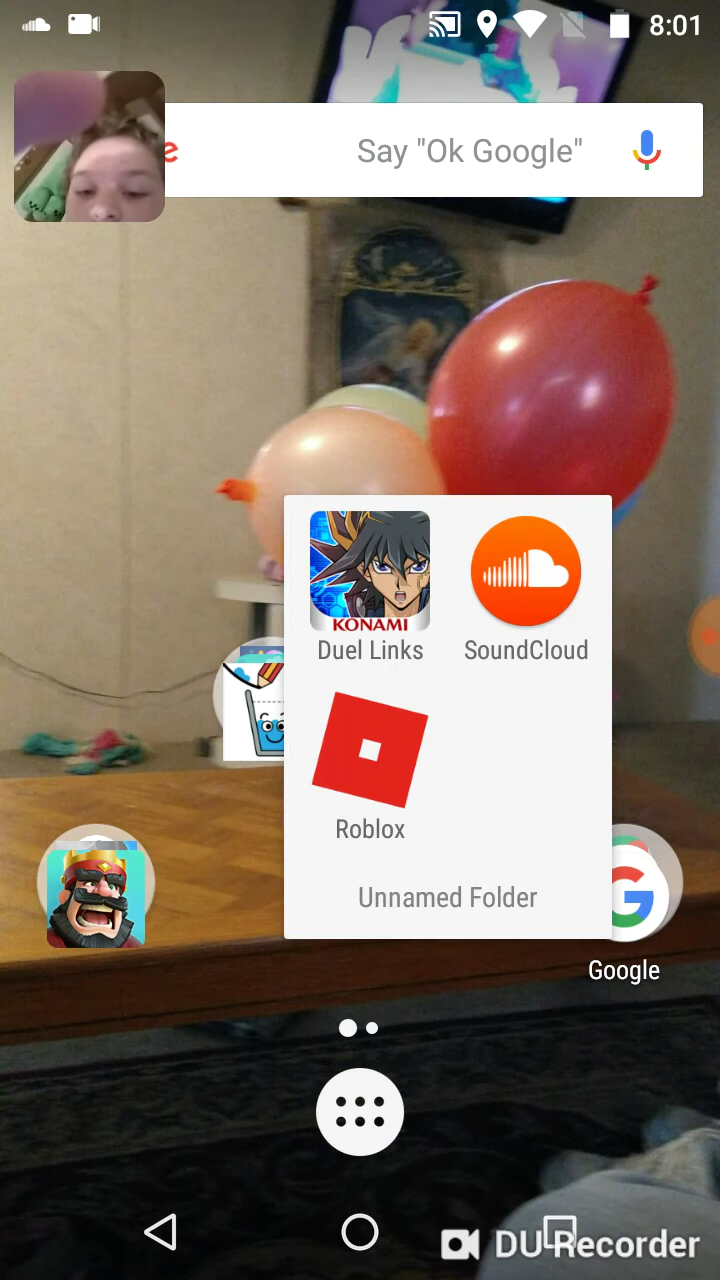 8:01
Say "Ok Google"
KONAMI
Duel Links
SoundCloud
Roblox
Unnamed Folder
Google
DU Recorder